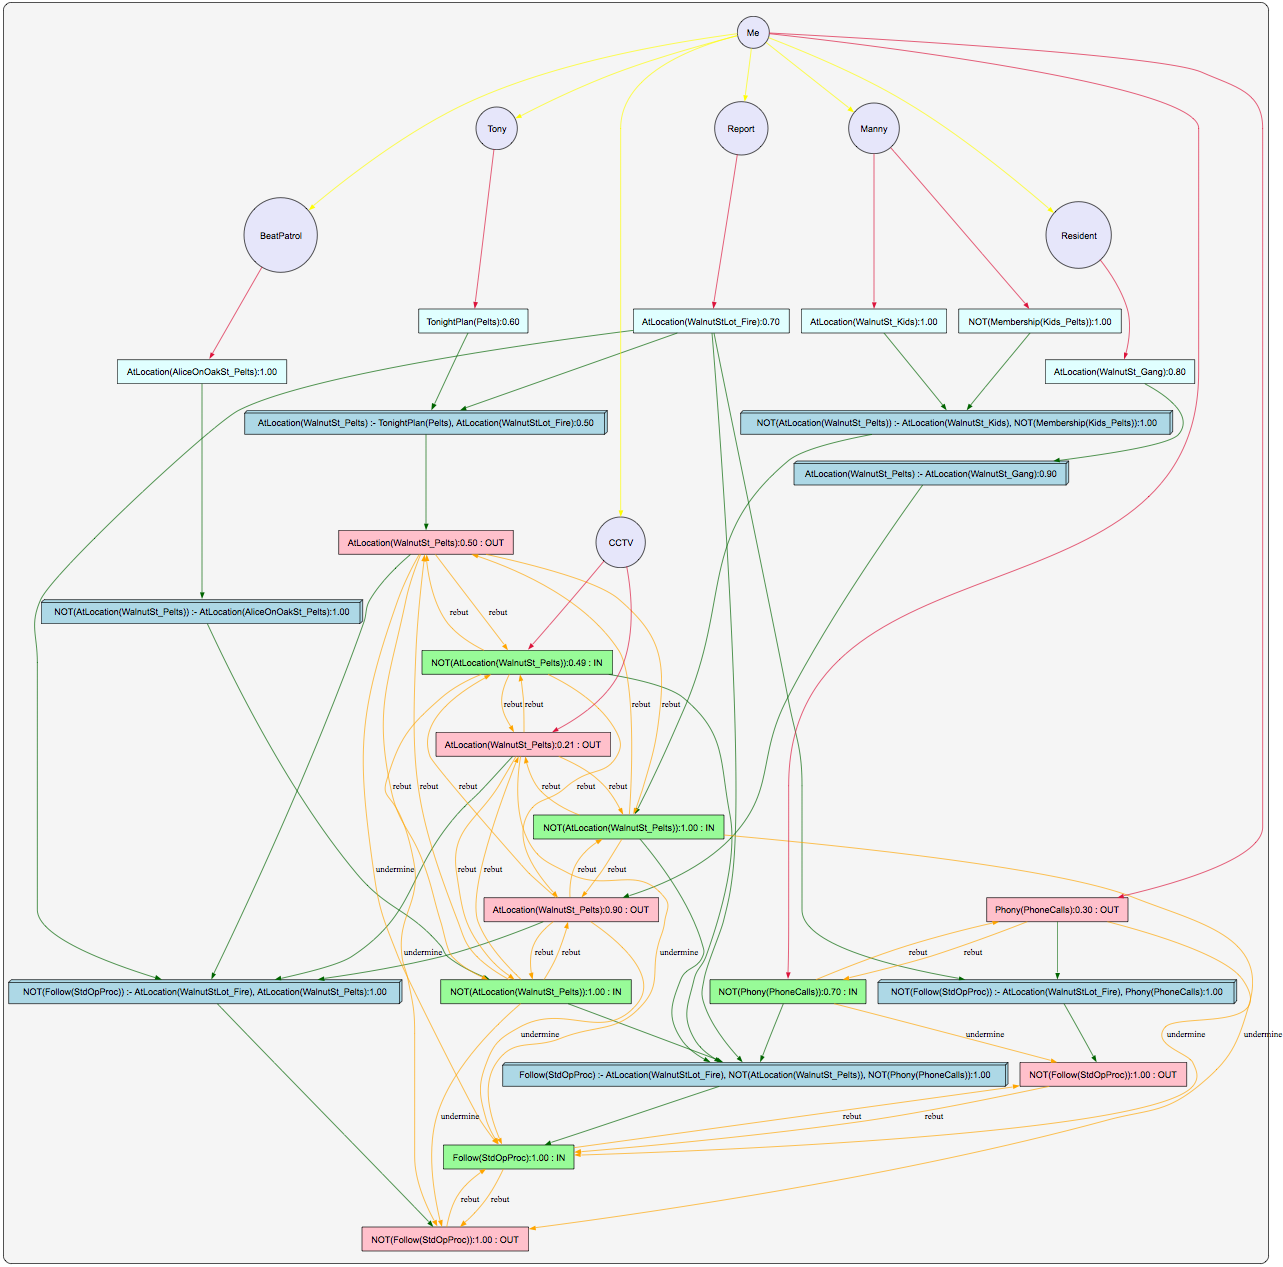 Me
Tony
Report
Manny
BeatPatrol
Resident
TonightPlan(Pelts):0.60
AtLocation(WalnutStLot_Fire):0.70
AtLocation(WalnutSt_Kids):1.00
NOT(Membership(Kids_Pelts)):1.00
AtLocation(AliceOnOakSt_Pelts):1.00
AtLocation(WalnutSt_Gang):0.80
AtLocation(WalnutSt_Pelts) :- TonightPlan(Pelts), AtLocation(WalnutStLot_Fire):0.50
NOT(AtLocation(WalnutSt_Pelts)) :- AtLocation(WalnutSt_Kids), NOT(Membership(Kids_Pelts)):1.00
AtLocation(WalnutSt_Pelts) :- AtLocation(WalnutSt_Gang):0.90
AtLocation(WalnutSt_Pelts):0.50 : OUT
CCTV
NOT(AtLocation(WalnutSt_Pelts)) :- AtLocation(AliceOnOakSt_Pelts):1.00
rebut
rebut
NOT(AtLocation(WalnutSt_Pelts)):0.49 : IN
rebut
rebut
rebut
rebut
AtLocation(WalnutSt_Pelts):0.21 : OUT
rebut
rebut
rebut
rebut
rebut
rebut
NOT(AtLocation(WalnutSt_Pelts)):1.00 : IN
undermine
rebut
rebut
rebut
rebut
AtLocation(WalnutSt_Pelts):0.90 : OUT
Phony(PhoneCalls):0.30 : OUT
undermine
rebut
rebut
undermine
rebut
rebut
NOT(Follow(StdOpProc)) :- AtLocation(WalnutStLot_Fire), AtLocation(WalnutSt_Pelts):1.00
NOT(AtLocation(WalnutSt_Pelts)):1.00 : IN
NOT(Phony(PhoneCalls)):0.70 : IN
NOT(Follow(StdOpProc)) :- AtLocation(WalnutStLot_Fire), Phony(PhoneCalls):1.00
undermine
undermine
undermine
undermine
Follow(StdOpProc) :- AtLocation(WalnutStLot_Fire), NOT(AtLocation(WalnutSt_Pelts)), NOT(Phony(PhoneCalls)):1.00
NOT(Follow(StdOpProc)):1.00 : OUT
undermine
rebut
rebut
Follow(StdOpProc):1.00 : IN
rebut
rebut
NOT(Follow(StdOpProc)):1.00 : OUT